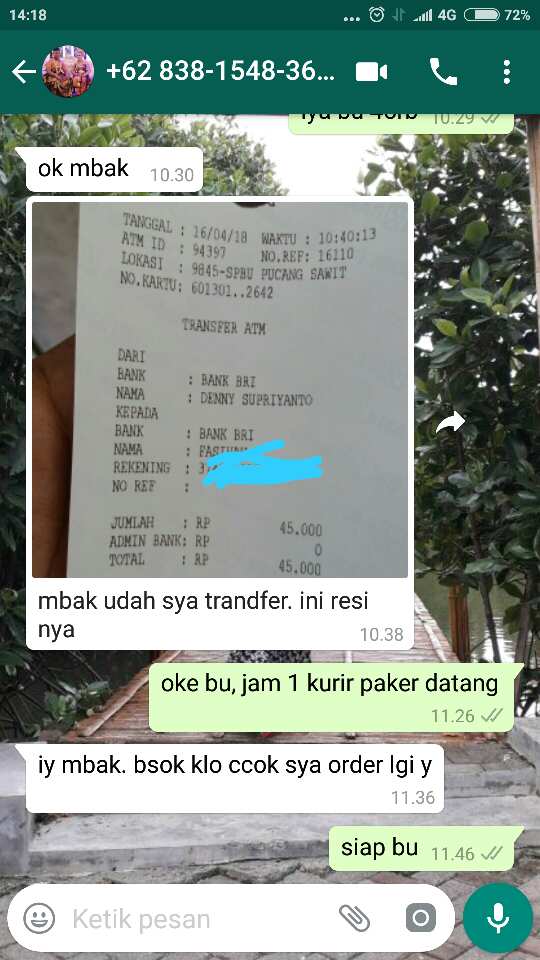 14:18
4G 72%
+62 838-1548-36...
10.29
ok mbak 10.30
TANGGAL : 16/04/18 WAKTU : 10:40:13
ATM ID : 94397 NO.REF: 16110
LOKASI : 9845-SPBU PUCANG SAWIT
NO.KARTU: 601301..2642
TRANSFER ATM
DARI
BANK : BANK BRI
NAMA : DENNY SUPRIYANTO
KEPADA
BANK : BANK BRI
NAMA :
REKENING :
NO REF :
JUMLAH : RP 45.000
ADMIN BANK: RP 0
TOTAL : RP 45.000
mbak udah sya trandfer. ini resi
nya 10.38
oke bu, jam 1 kurir paker datang
11.26
iy mbak. bsok klo ccok sya order lgi y
11.36
siap bu 11.46
Ketik pesan